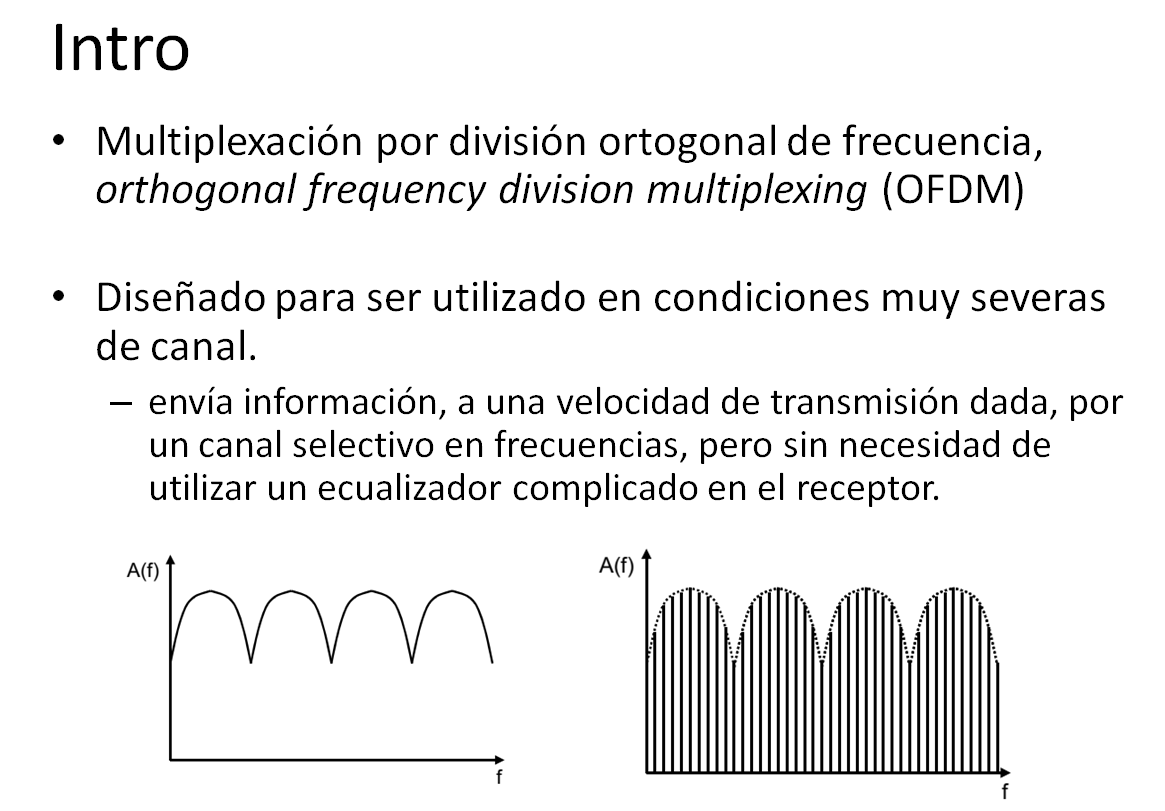 Intro
• Multiplexación por división ortogonal de frecuencia,
orthogonal frequency division multiplexing (OFDM)
• Diseñado para ser utilizado en condiciones muy severas
de canal.
– envía información, a una velocidad de transmisión dada, por
un canal selectivo en frecuencias, pero sin necesidad de
utilizar un ecualizador complicado en el receptor.
A(f)
f
A(f)
f